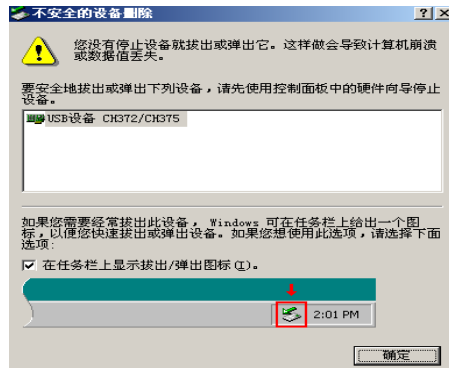 不安全的设备删除
您没有停止设备就拔出或弹出它。这样做会导致计算机崩溃
或数据值丢失。
要安全地拔出或弹出下列设备,请先使用控制面板中的硬件向导停止
设备。
USB设备 CH372/CH375
如果您需要经常拔出此设备, Windows 可在任务栏上给出一个图
标,以便您快速拔出或弹出设备。如果您想使用此选项,请选择下面
选项:
在任务栏上显示拔出/弹出图标(I)。
2:01 PM
确定